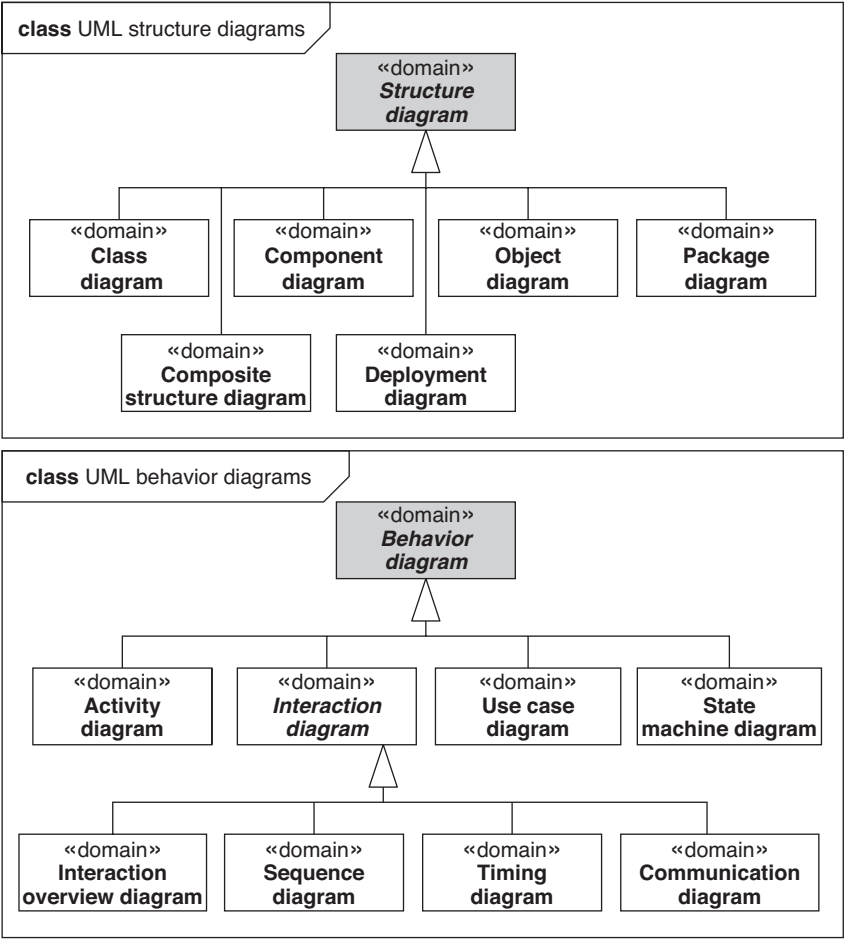 class UML structure diagrams
«domain»
Structure
diagram
«domain»
Class
diagram
«domain»
Component
diagram
«domain»
Object
diagram
«domain»
Package
diagram
«domain»
Composite
structure diagram
«domain»
Deployment
diagram
class UML behavior diagrams
«domain»
Behavior
diagram
«domain»
Activity
diagram
«domain»
Interaction
diagram
«domain»
Use case
diagram
«domain»
State
machine diagram
«domain»
Interaction
overview diagram
«domain»
Sequence
diagram
«domain»
Timing
diagram
«domain»
Communication
diagram